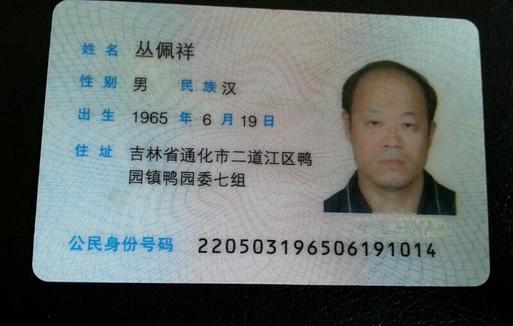 姓名 丛佩祥
性别 男 民族 汉
出生 1965 年 6 月 19 日
住址 吉林省通化市二道江区鸭
园镇鸭园委七组
公民身份号码 220503196506191014